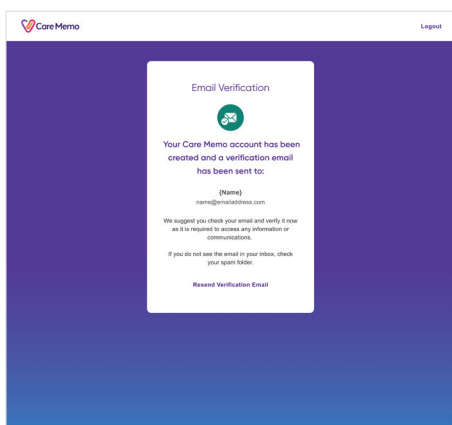 Care Memo
Logout
Email Verification
Your Care Memo account has been
created and a verification email
has been sent to:
{Name}
name@emailaddress.com
We suggest you check your email and verify it now
as it is required to access any information or
communications.
If you do not see the email in your inbox, check
your spam folder.
Resend Verification Email